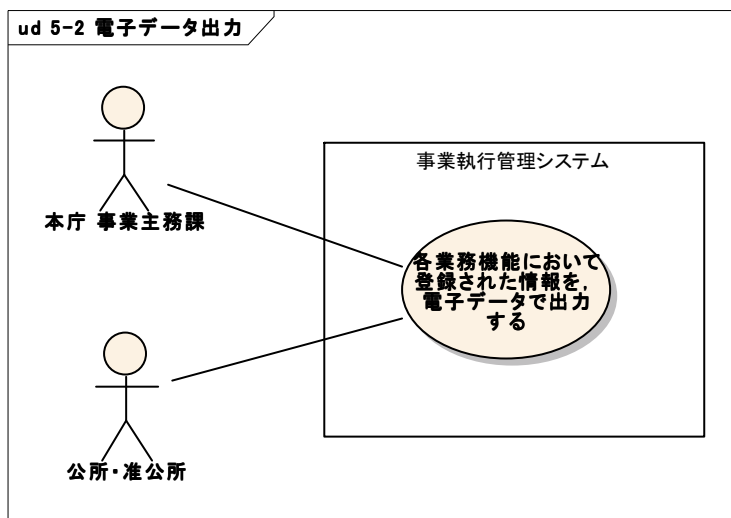 ud 5-2 電子データ出力
事業執行管理システム
本庁 事業主務課
各業務機能において
登録された情報を,
電子データで出力
する
公所・准公所